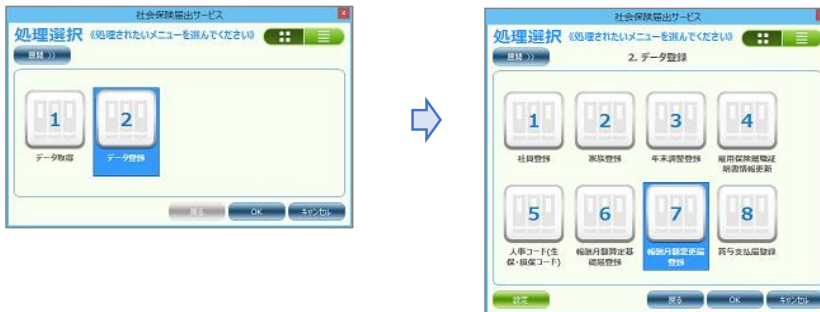 社会保険届出サービス
処理選択 《処理されたいメニューを選んでください》
展開 》
1
2
データ取得
データ登録
戻る
OK
キャンセル
社会保険届出サービス
処理選択 《処理されたいメニューを選んでください》
展開 》
2. データ登録
1
2
3
4
社員登録
家族登録
年末調整登録
雇用保険離職証
明書情報更新
5
6
7
8
人事コード(生
保・損保コード)
報酬月額算定基
礎届登録
報酬月額変更届
登録
賞与支払届登録
設定
戻る
OK
キャンセル